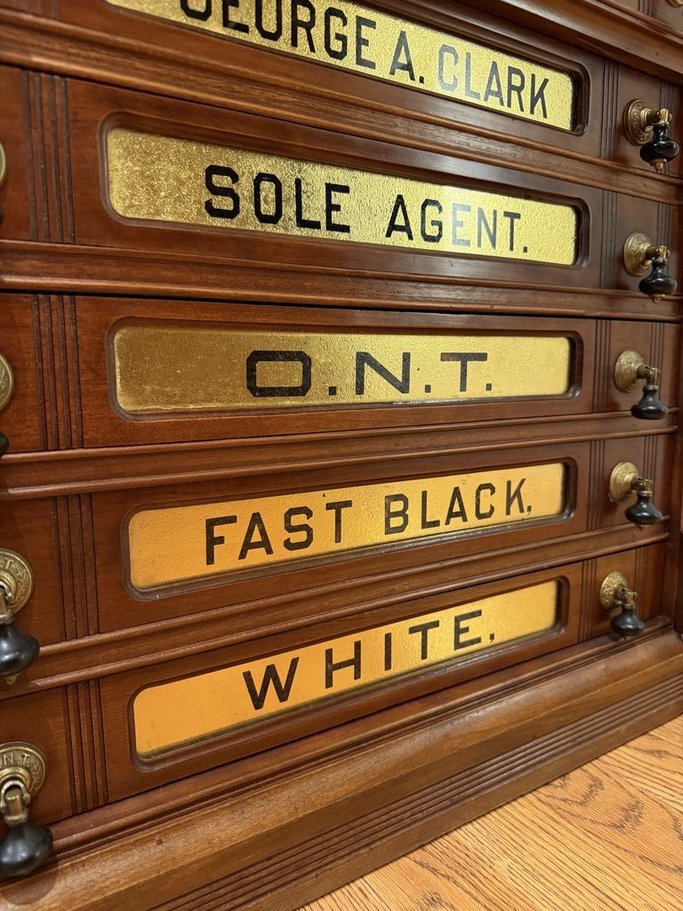 GEORGE A. CLARK
SOLE AGENT.
O.N.T.
FAST BLACK,
WHITE,